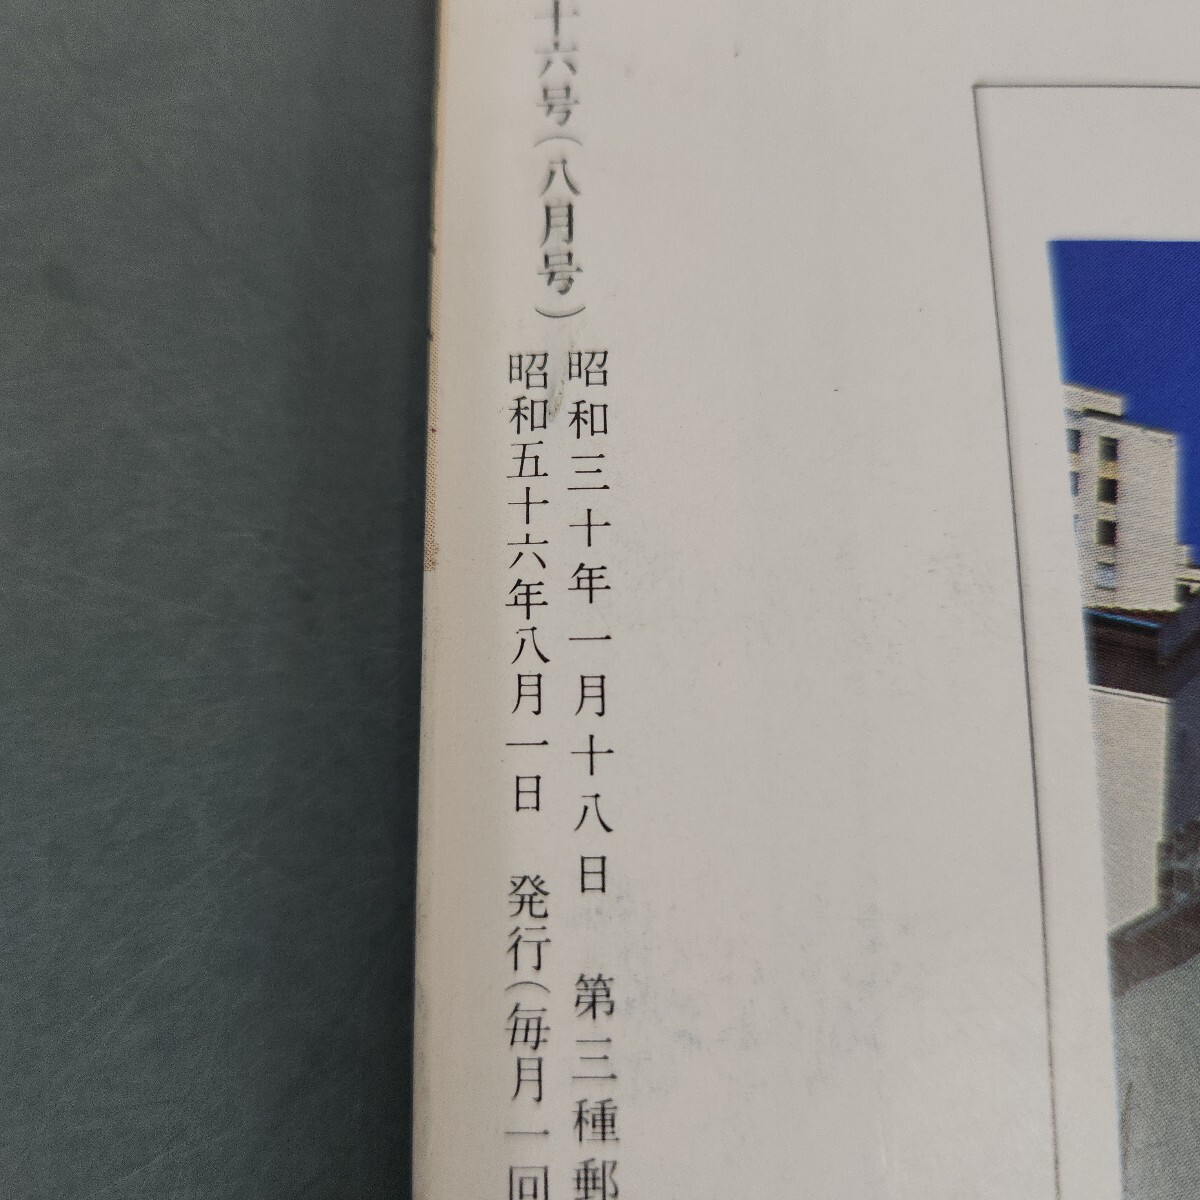 十六号(八月号)
昭和三十年一月十八日 第三種郵
昭和五十六年八月一日 発行(毎月一回